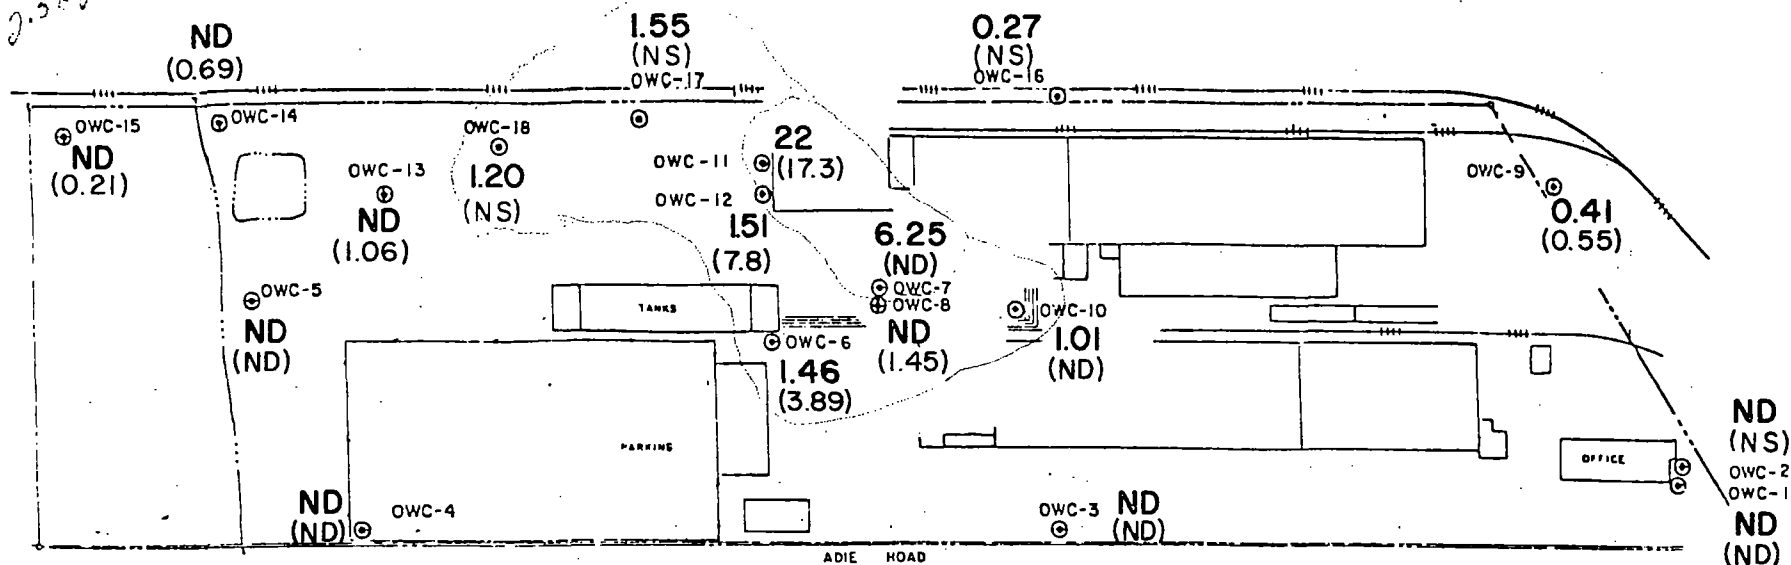 ND
(0.69)
1.55
(NS)
OWC-17
0.27
(NS)
OWC-16
OWC-15
ND
(0.21)
OWC-14
OWC-18
1.20
(NS)
OWC-13
ND
(1.06)
OWC-11
22
(17.3)
OWC-12
1.51
(7.8)
6.25
(ND)
OWC-7
OWC-8
ND
(1.45)
OWC-9
0.41
(0.55)
OWC-5
ND
(ND)
TANKS
OWC-6
1.46
(3.89)
OWC-10
1.01
(ND)
PARKING
OFFICE
ND
(NS)
OWC-2
OWC-1
ND
(ND)
ND
(ND)
OWC-4
OWC-3
ND
(ND)
ADIE ROAD